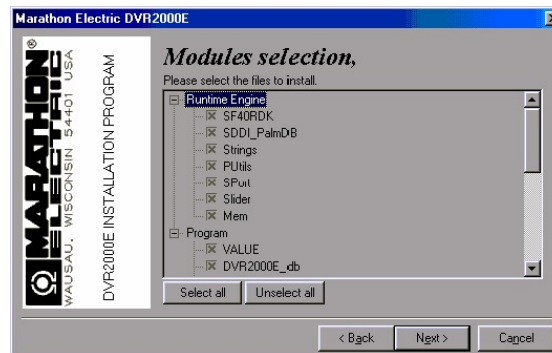 Marathon Electric DVR2000E
MARATHON®
ELECTRIC
WAUSAU, WISCONSIN 54401 USA
DVR2000E INSTALLATION PROGRAM
Modules selection,
Please select the files to install.
Runtime Engine
SF40RDK
SDDI_PalmDB
Strings
PUtils
Slider
Mem
Program
VALUE
DVR2000E_db
Select all
Unselect all
< Back
Next >
Cancel